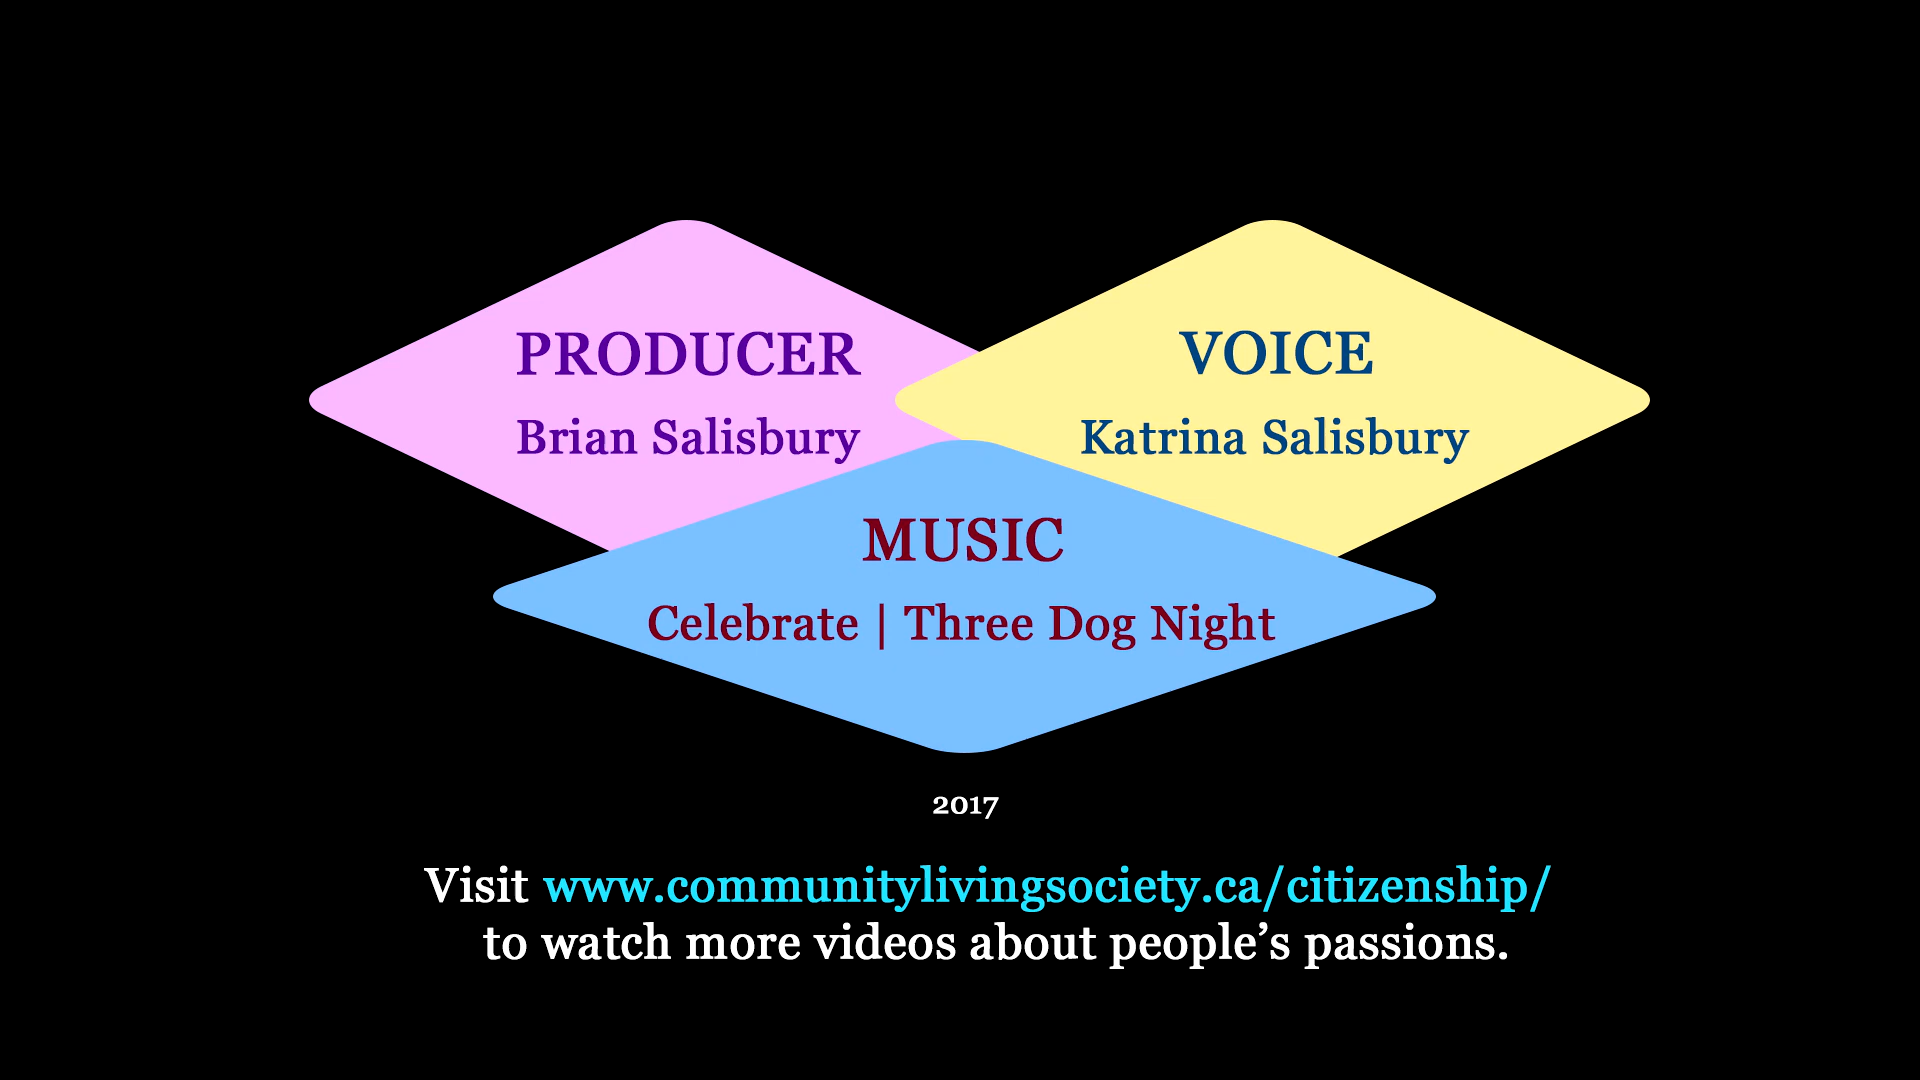 PRODUCER
Brian Salisbury
VOICE
Katrina Salisbury
MUSIC
Celebrate | Three Dog Night
2017
Visit www.communitylivingsociety.ca/citizenship/
to watch more videos about people’s passions.